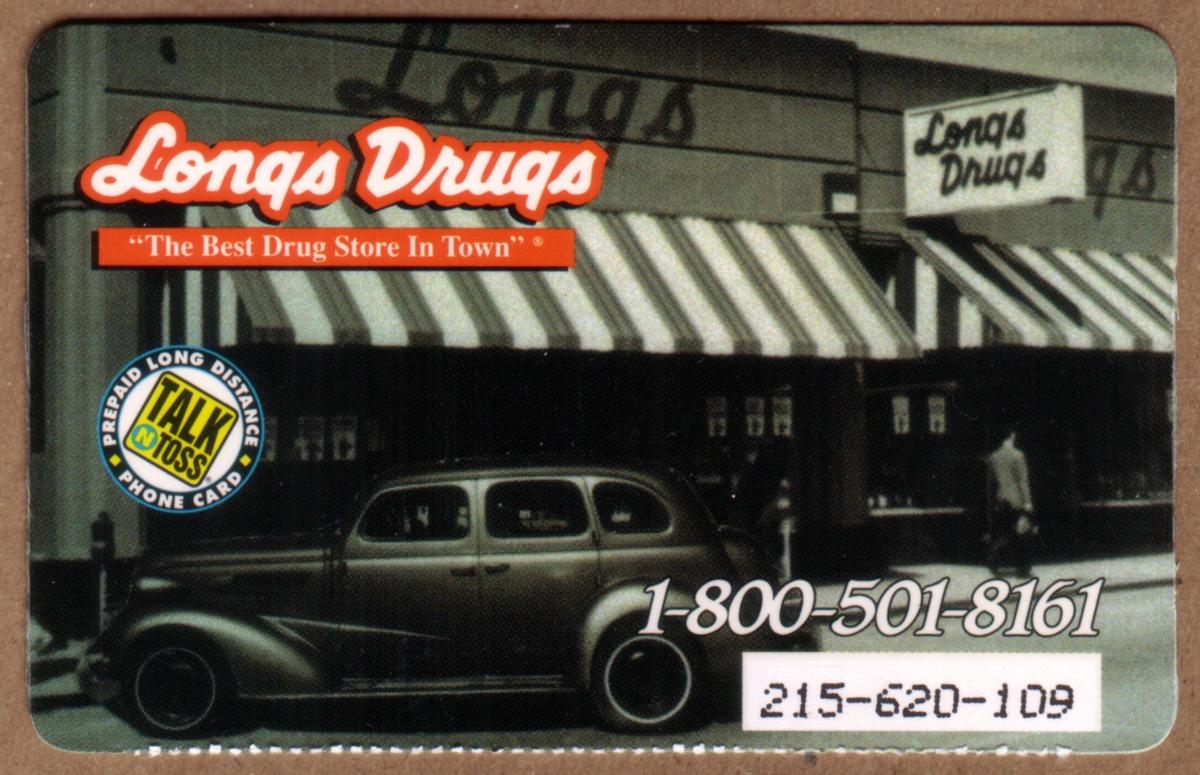 Longs
Longs
Drugs
gs
Longs Drugs
“The Best Drug Store In Town” ®
PREPAID LONG DISTANCE
TALK
N TOSS®
PHONE CARD
1-800-501-8161
215-620-109